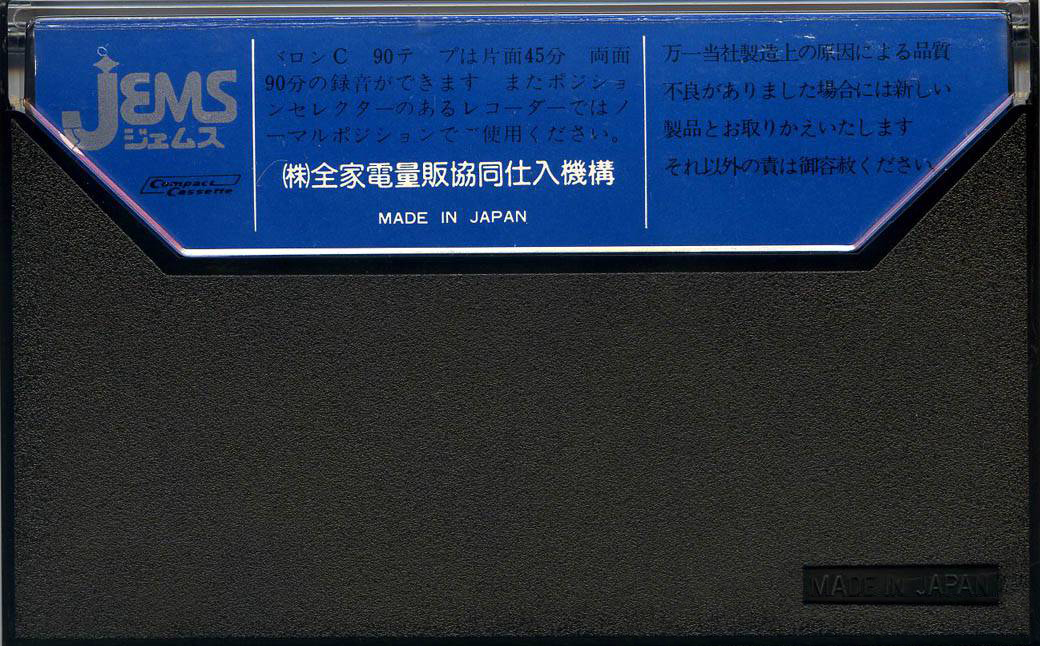 JEMS
ジェムス
Compact
Cassette
バロンC 90テープは片面45分 両面
90分の録音ができます またポジショ
ンセレクターのあるレコーダーではノ
ーマルポジションでご使用ください。
㈱全家電量販協同仕入機構
MADE IN JAPAN
万一当社製造上の原因による品質
不良がありました場合には新しい
製品とお取りかえいたします
それ以外の責は御容赦ください
MADE IN JAPAN